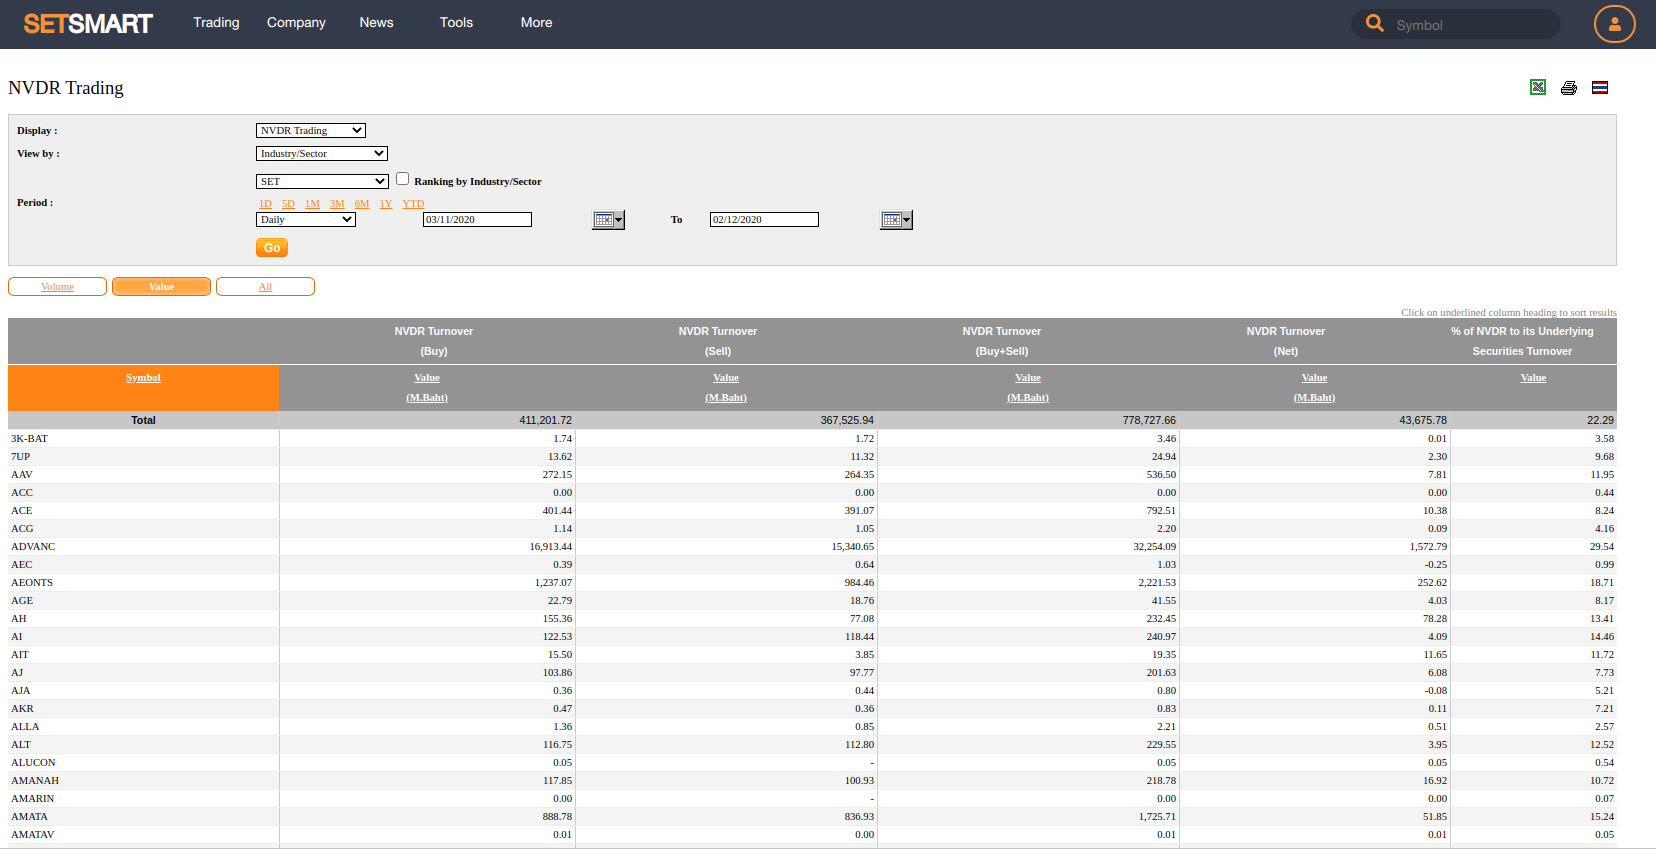 SETSMART Trading Company News Tools More Symbol
NVDR Trading
Display : NVDR Trading
View by : Industry/Sector
SET Ranking by Industry/Sector
Period : 1D 5D 1M 3M 6M 1Y YTD
Daily 03/11/2020 To 02/12/2020
Go
Volume Value All
Click on underlined column heading to sort results
NVDR Turnover NVDR Turnover NVDR Turnover NVDR Turnover % of NVDR to its Underlying
(Buy) (Sell) (Buy+Sell) (Net) Securities Turnover
Symbol Value Value Value Value Value
(M.Baht) (M.Baht) (M.Baht) (M.Baht)
Total 411,201.72 367,525.94 778,727.66 43,675.78 22.29
3K-BAT 1.74 1.72 3.46 0.01 3.58
7UP 13.62 11.32 24.94 2.30 9.68
AAV 272.15 264.35 536.50 7.81 11.95
ACC 0.00 0.00 0.00 0.00 0.44
ACE 401.44 391.07 792.51 10.38 8.24
ACG 1.14 1.05 2.20 0.09 4.16
ADVANC 16,913.44 15,340.65 32,254.09 1,572.79 29.54
AEC 0.39 0.64 1.03 -0.25 0.99
AEONTS 1,237.07 984.46 2,221.53 252.62 18.71
AGE 22.79 18.76 41.55 4.03 8.17
AH 155.36 77.08 232.45 78.28 13.41
AI 122.53 118.44 240.97 4.09 14.46
AIT 15.50 3.85 19.35 11.65 11.72
AJ 103.86 97.77 201.63 6.08 7.73
AJA 0.36 0.44 0.80 -0.08 5.21
AKR 0.47 0.36 0.83 0.11 7.21
ALLA 1.36 0.85 2.21 0.51 2.57
ALT 116.75 112.80 229.55 3.95 12.52
ALUCON 0.05 - 0.05 0.05 0.54
AMANAH 117.85 100.93 218.78 16.92 10.72
AMARIN 0.00 - 0.00 0.00 0.07
AMATA 888.78 836.93 1,725.71 51.85 15.24
AMATAV 0.01 0.00 0.01 0.01 0.05